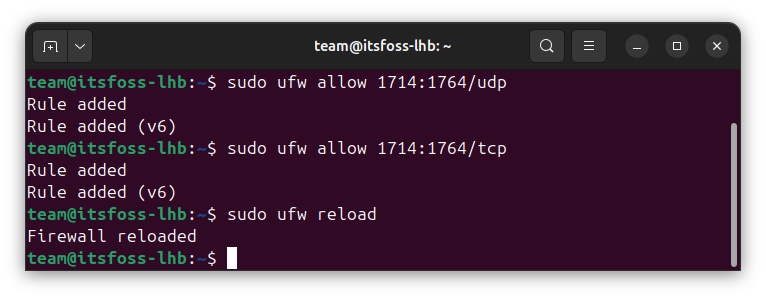 team@itsfoss-lhb: ~
team@itsfoss-lhb:~$ sudo ufw allow 1714:1764/udp
Rule added
Rule added (v6)
team@itsfoss-lhb:~$ sudo ufw allow 1714:1764/tcp
Rule added
Rule added (v6)
team@itsfoss-lhb:~$ sudo ufw reload
Firewall reloaded
team@itsfoss-lhb:~$